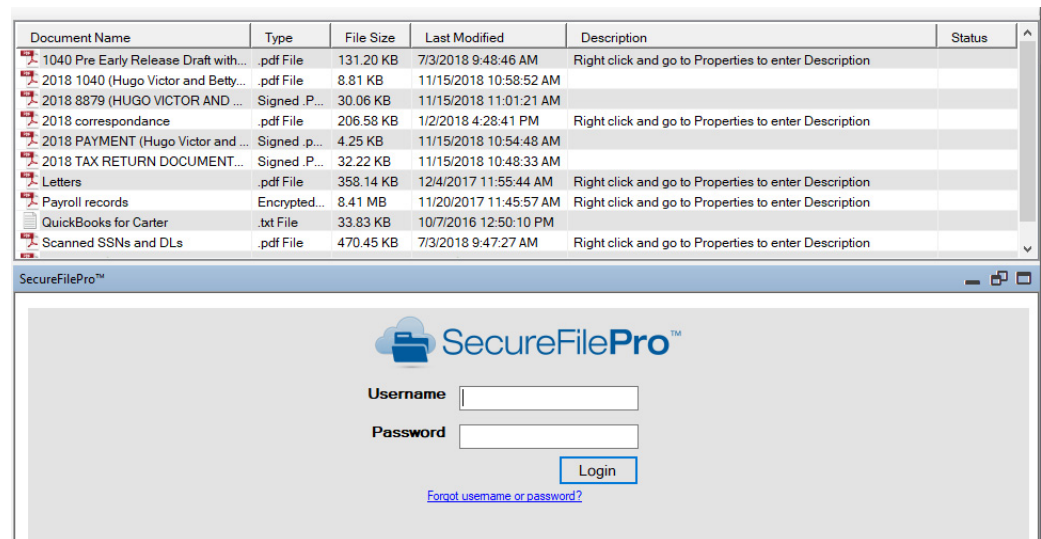 Document Name Type File Size Last Modified Description Status
1040 Pre Early Release Draft with... .pdf File 131.20 KB 7/3/2018 9:48:46 AM Right click and go to Properties to enter Description
2018 1040 (Hugo Victor and Betty... .pdf File 8.81 KB 11/15/2018 10:58:52 AM
2018 8879 (HUGO VICTOR AND ... Signed .P... 30.06 KB 11/15/2018 11:01:21 AM
2018 correspondance .pdf File 206.58 KB 1/2/2018 4:28:41 PM Right click and go to Properties to enter Description
2018 PAYMENT (Hugo Victor and ... Signed .p... 4.25 KB 11/15/2018 10:54:48 AM
2018 TAX RETURN DOCUMENT... Signed .P... 32.22 KB 11/15/2018 10:48:33 AM
Letters .pdf File 358.14 KB 12/4/2017 11:55:44 AM Right click and go to Properties to enter Description
Payroll records Encrypted... 8.41 MB 11/20/2017 11:45:57 AM Right click and go to Properties to enter Description
QuickBooks for Carter .txt File 33.83 KB 10/7/2016 12:50:10 PM
Scanned SSNs and DLs .pdf File 470.45 KB 7/3/2018 9:47:27 AM Right click and go to Properties to enter Description
SecureFilePro™
SecureFilePro™
Username
Password
Login
Forgot username or password?